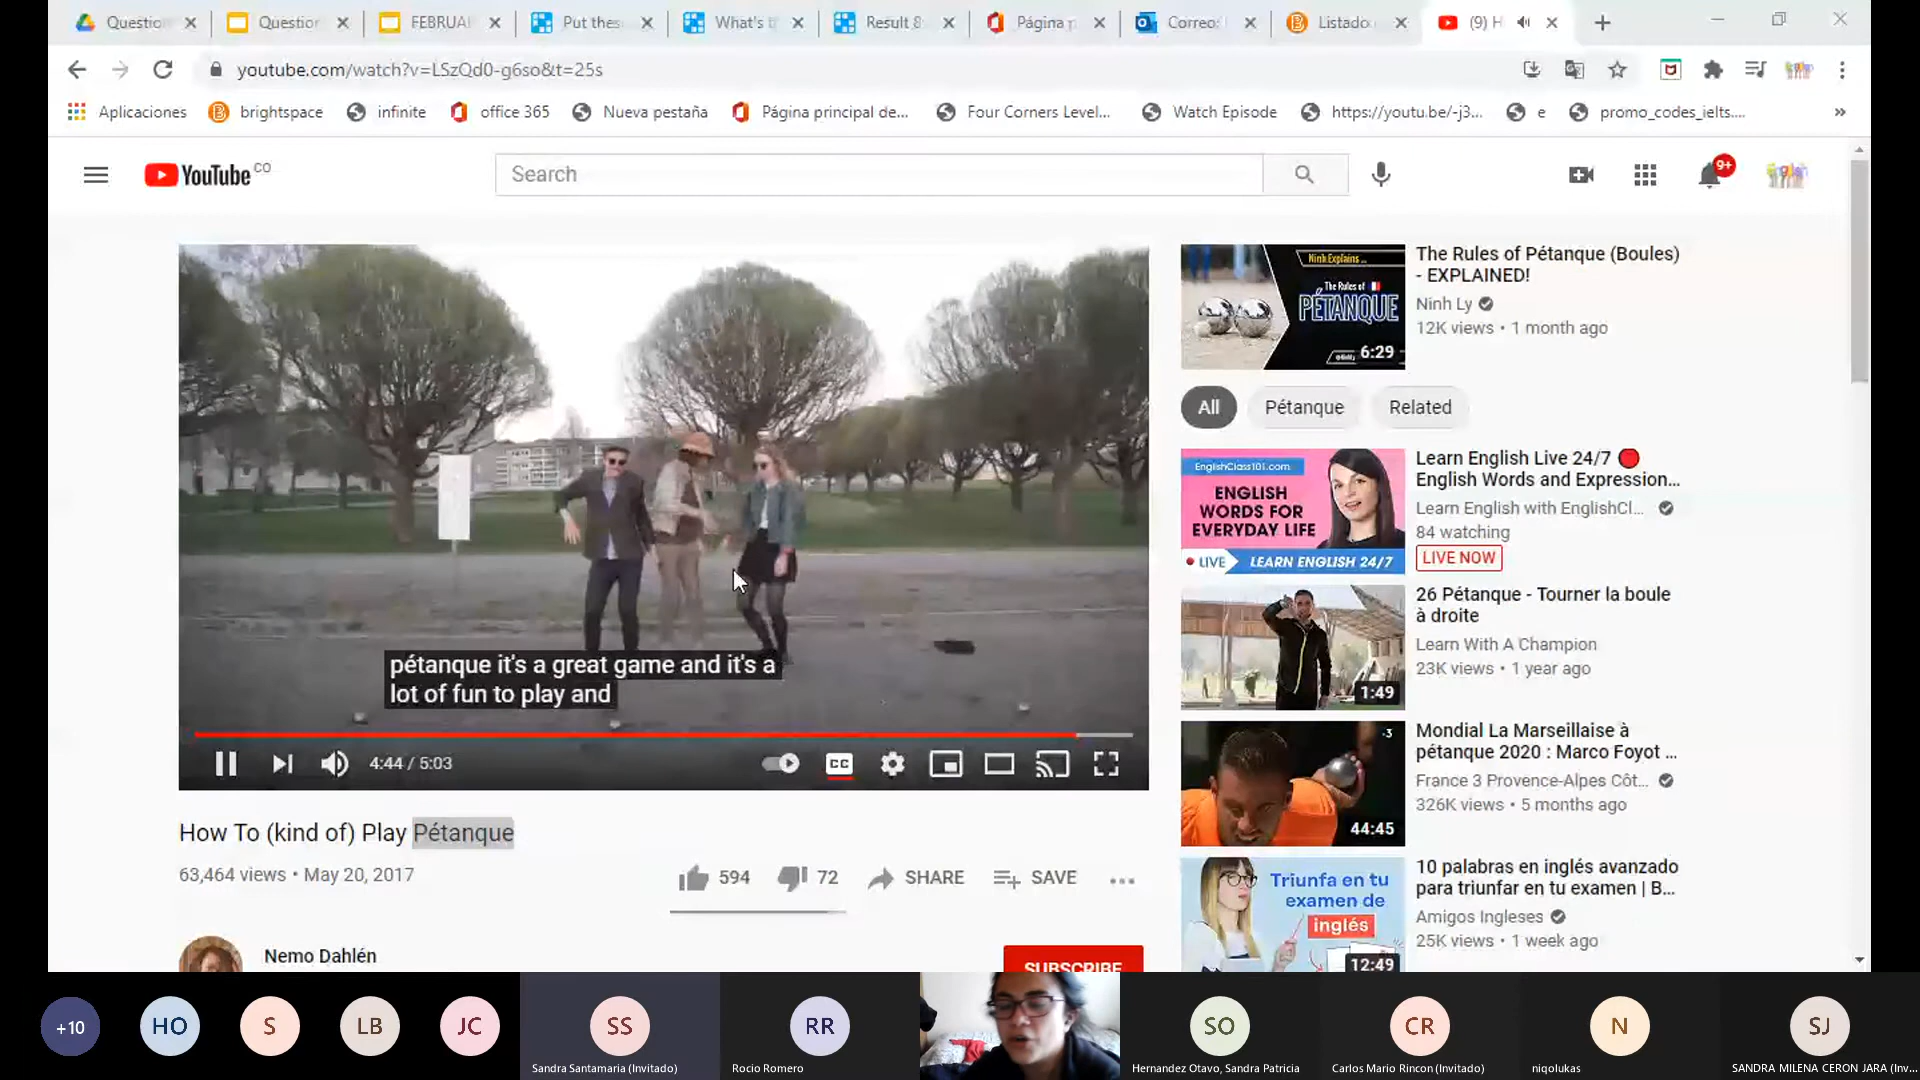 Question
Question
FEBRUAI
Put thes
What's t
Result 8
Página p
Correo:
Listado
(9) H
youtube.com/watch?v=LSzQd0-g6so&t=25s
Aplicaciones
brightspace
infinite
office 365
Nueva pestaña
Página principal de...
Four Corners Level...
Watch Episode
https://youtu.be/-j3...
e
promo_codes_ielts....
»
YouTube CO
Search
9+
pétanque it's a great game and it's a
lot of fun to play and
4:44 / 5:03
CC
How To (kind of) Play Pétanque
63,464 views • May 20, 2017
594
72
SHARE
SAVE
Nemo Dahlén
SUBSCRIBE
Ninh Explains ...
The Rules of
PÉTANQUE
6:29
The Rules of Pétanque (Boules)
- EXPLAINED!
Ninh Ly
12K views • 1 month ago
All
Pétanque
Related
EnglishClass101.com
ENGLISH
WORDS FOR
EVERYDAY LIFE
LIVE
LEARN ENGLISH 24/7
Learn English Live 24/7
English Words and Expression...
Learn English with EnglishCl...
84 watching
LIVE NOW
1:49
26 Pétanque - Tourner la boule
à droite
Learn With A Champion
23K views • 1 year ago
-3
44:45
Mondial La Marseillaise à
pétanque 2020 : Marco Foyot ...
France 3 Provence-Alpes Côt...
326K views • 5 months ago
Triunfa en tu
examen de
inglés
12:49
10 palabras en inglés avanzado
para triunfar en tu examen | B...
Amigos Ingleses
25K views • 1 week ago
+10
HO
S
LB
JC
SS
Sandra Santamaria (Invitado)
RR
Rocio Romero
SO
Hernandez Otavo, Sandra Patricia
CR
Carlos Mario Rincon (Invitado)
N
niqolukas
SJ
SANDRA MILENA CERON JARA (Inv...